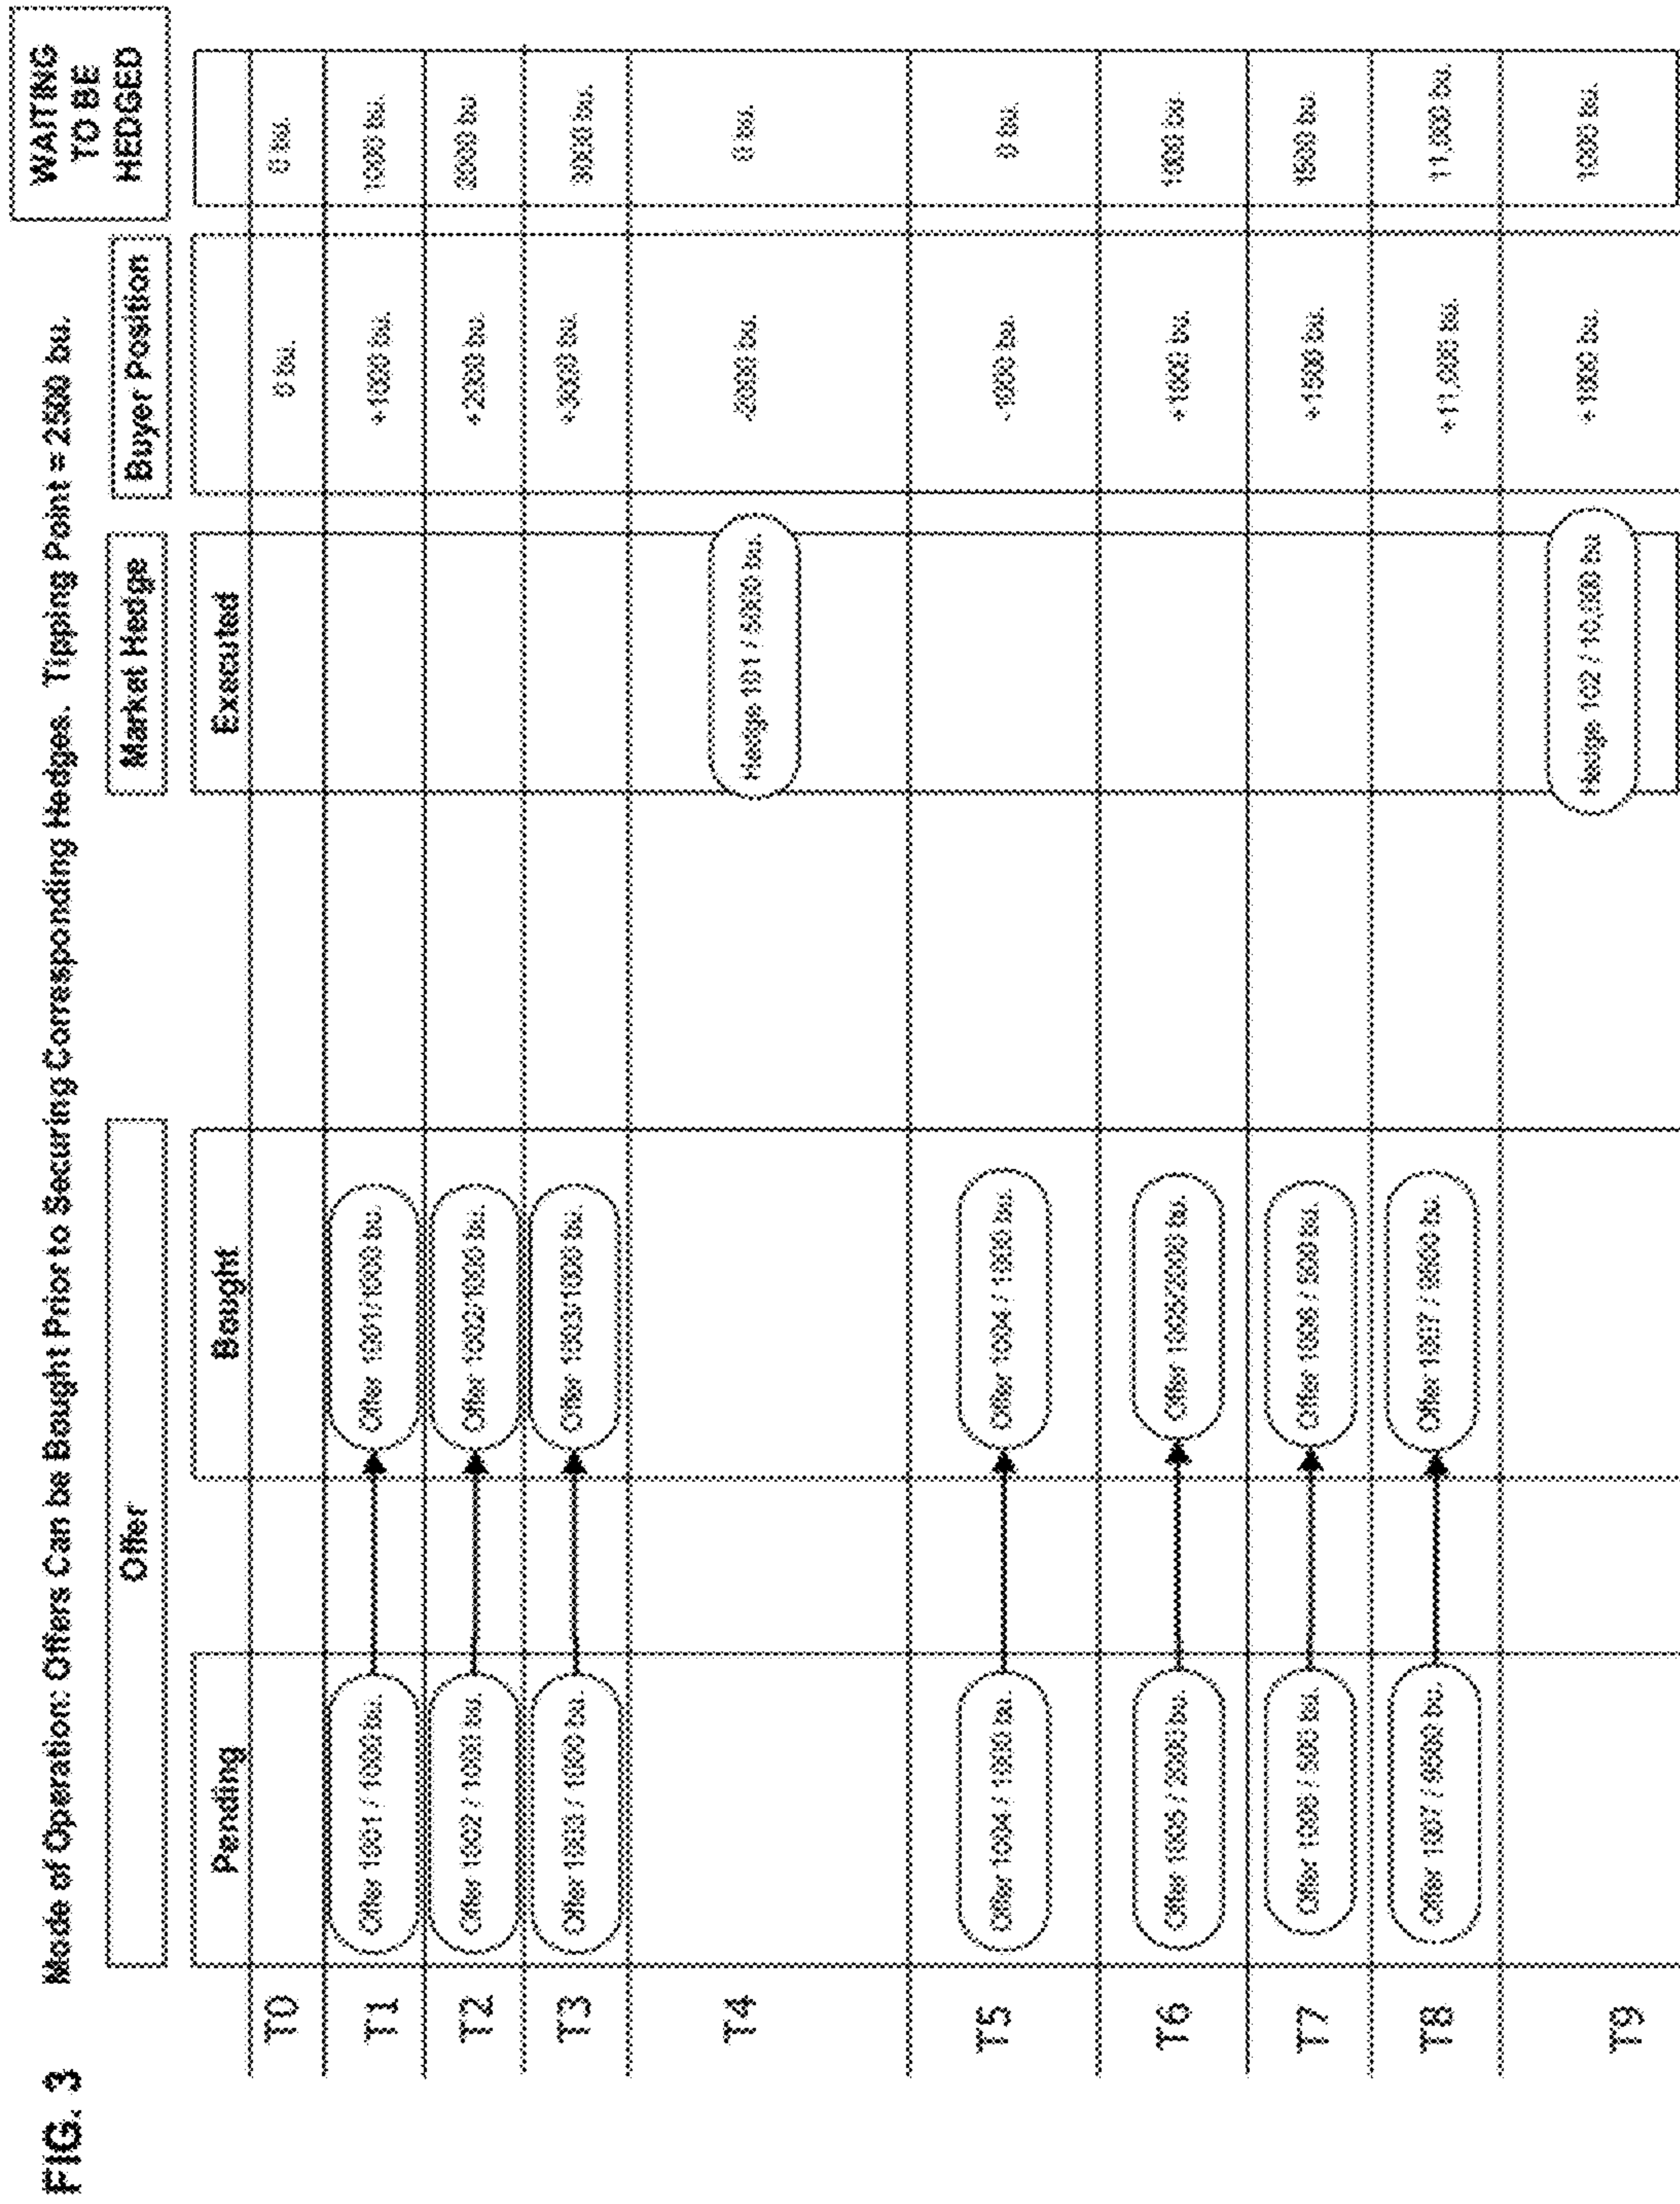 FIG. 3 Mode of Operation: Offers Can be Bought Prior to Securing Corresponding Hedges. Tipping Point = 2500 bu.
WAITING
TO BE
HEDGED
Offer Market Hedge Buyer Position
Pending Bought Executed
T0 0 bu. 0 bu.
T1 Offer 1001 / 1000 bu. Offer 1001/1000 bu. +1000 bu. 1000 bu.
T2 Offer 1002 / 1000 bu. Offer 1002/1000 bu. +2000 bu. 2000 bu.
T3 Offer 1003 / 1000 bu. Offer 1003/1000 bu. +3000 bu. 3000 bu.
T4 Hedge 101 / 5000 bu. -2000 bu. 0 bu.
T5 Offer 1004 / 1000 bu. Offer 1004 / 1000 bu. -1000 bu. 0 bu.
T6 Offer 1005 / 2000 bu. Offer 1005/2000 bu. +1000 bu. 1000 bu.
T7 Offer 1006 / 500 bu. Offer 1006 / 500 bu. +1500 bu. 1500 bu.
T8 Offer 1007 / 9500 bu. Offer 1007 / 9500 bu. +11,000 bu. 11,000 bu.
T9 Hedge 102 / 10,000 bu. +1000 bu. 1000 bu.